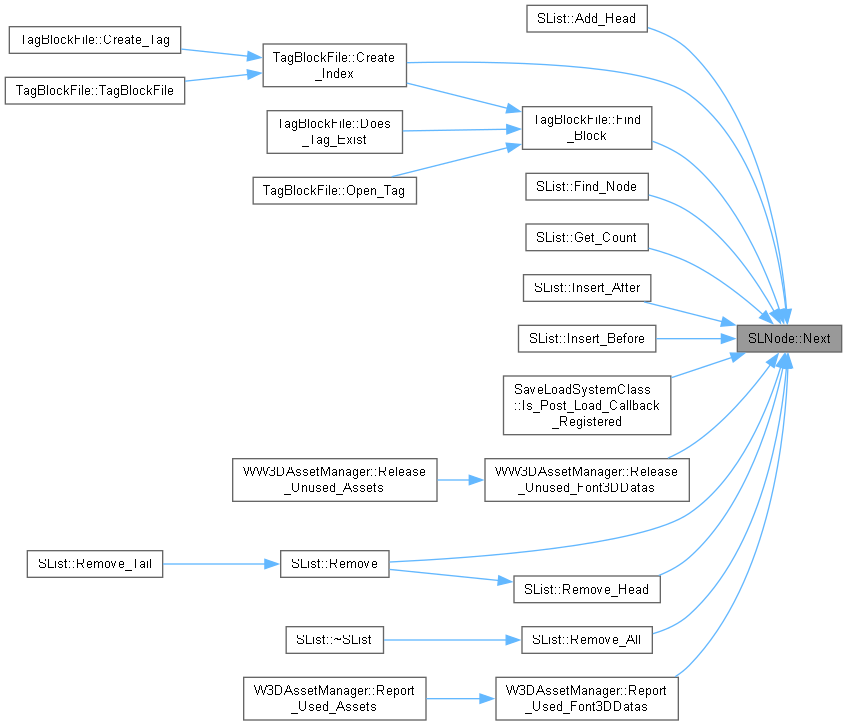 SList::Add_Head
TagBlockFile::Create_Tag
TagBlockFile::Create
_Index
TagBlockFile::TagBlockFile
TagBlockFile::Find
_Block
TagBlockFile::Does
_Tag_Exist
TagBlockFile::Open_Tag
SList::Find_Node
SList::Get_Count
SList::Insert_After
SList::Insert_Before
SLNode::Next
SaveLoadSystemClass
::Is_Post_Load_Callback
_Registered
WW3DAssetManager::Release
_Unused_Assets
WW3DAssetManager::Release
_Unused_Font3DDatas
SList::Remove_Tail
SList::Remove
SList::Remove_Head
SList::~SList
SList::Remove_All
W3DAssetManager::Report
_Used_Assets
W3DAssetManager::Report
_Used_Font3DDatas